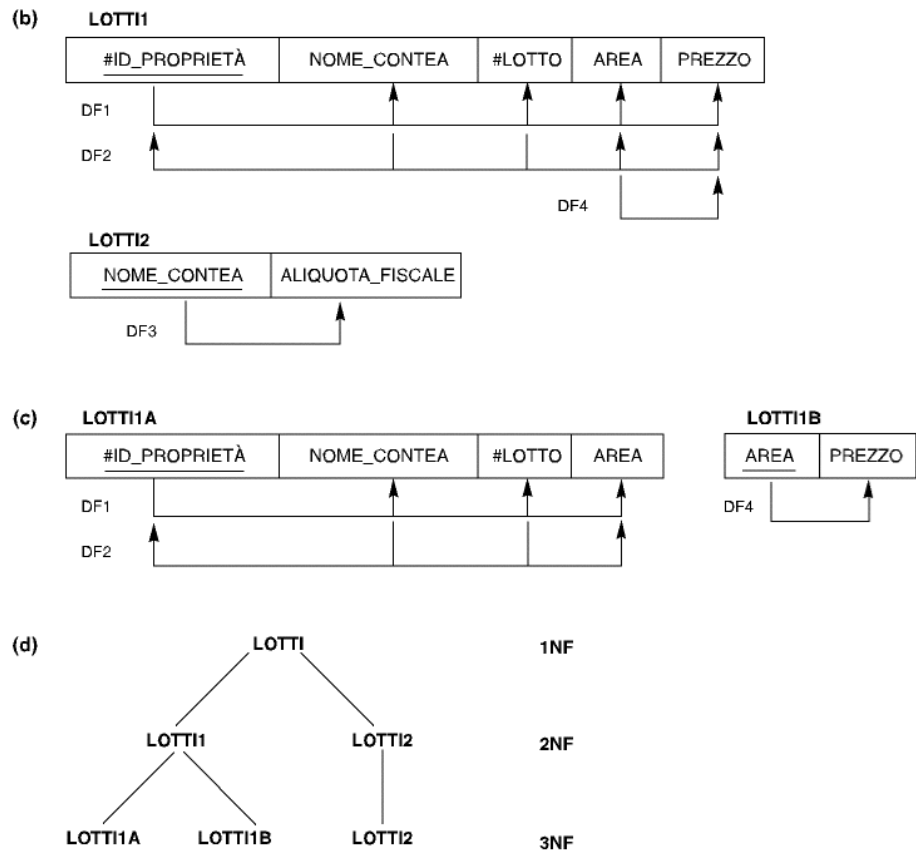 (b)
LOTTI1
#ID_PROPRIETÀ NOME_CONTEA #LOTTO AREA PREZZO
DF1
DF2
DF4
LOTTI2
NOME_CONTEA ALIQUOTA_FISCALE
DF3
(c)
LOTTI1A LOTTI1B
#ID_PROPRIETÀ NOME_CONTEA #LOTTO AREA AREA PREZZO
DF1 DF4
DF2
(d)
LOTTI 1NF
LOTTI1 LOTTI2 2NF
LOTTI1A LOTTI1B LOTTI2 3NF